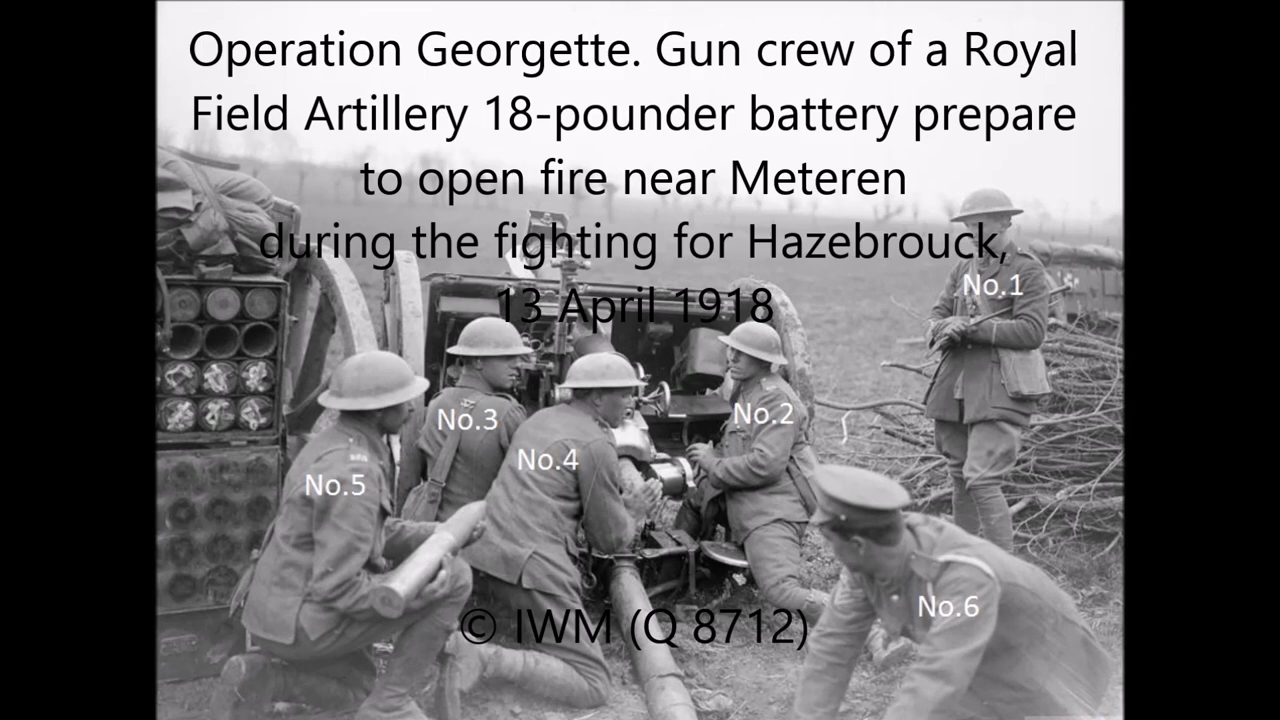 Operation Georgette. Gun crew of a Royal
Field Artillery 18-pounder battery prepare
to open fire near Meteren
during the fighting for Hazebrouck,
13 April 1918
No.1
No.3
No.2
No.4
No.5
No.6
© IWM (Q 8712)